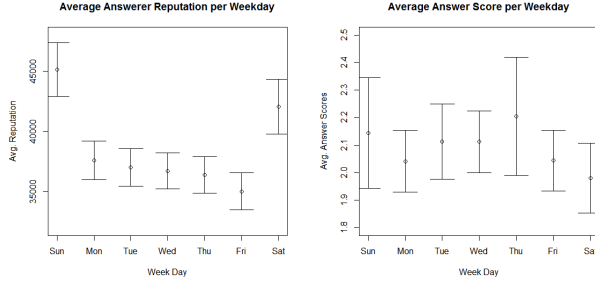 Average Answerer Reputation per Weekday
Avg. Reputation
45000
40000
35000
Sun Mon Tue Wed Thu Fri Sat
Week Day
Average Answer Score per Weekday
Avg. Answer Scores
2.5
2.4
2.3
2.2
2.1
2.0
1.9
1.8
Sun Mon Tue Wed Thu Fri Sat
Week Day